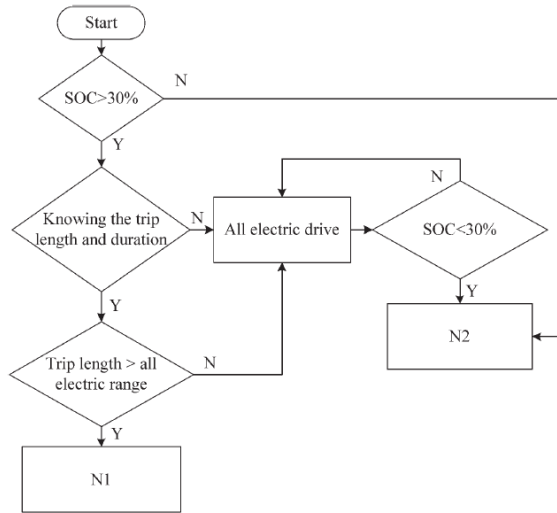 Start
SOC>30%
N
Y
Knowing the trip
length and duration
N
All electric drive
N
SOC<30%
Y
Y
Trip length > all
electric range
N
N2
Y
N1